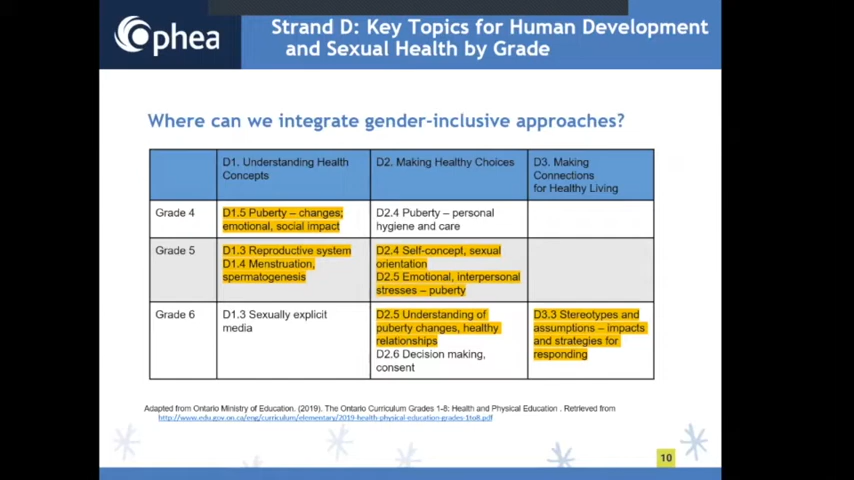 ophea
Strand D: Key Topics for Human Development
and Sexual Health by Grade
Where can we integrate gender-inclusive approaches?
D1. Understanding Health
Concepts
D2. Making Healthy Choices
D3. Making
Connections
for Healthy Living
Grade 4
D1.5 Puberty – changes;
emotional, social impact
D2.4 Puberty – personal
hygiene and care
Grade 5
D1.3 Reproductive system
D1.4 Menstruation,
spermatogenesis
D2.4 Self-concept, sexual
orientation
D2.5 Emotional, interpersonal
stresses – puberty
Grade 6
D1.3 Sexually explicit
media
D2.5 Understanding of
puberty changes, healthy
relationships
D2.6 Decision making,
consent
D3.3 Stereotypes and
assumptions – impacts
and strategies for
responding
Adapted from Ontario Ministry of Education. (2019). The Ontario Curriculum Grades 1-8: Health and Physical Education . Retrieved from
http://www.edu.gov.on.ca/eng/curriculum/elementary/2019-health-physical-education-grades-1to8.pdf
10